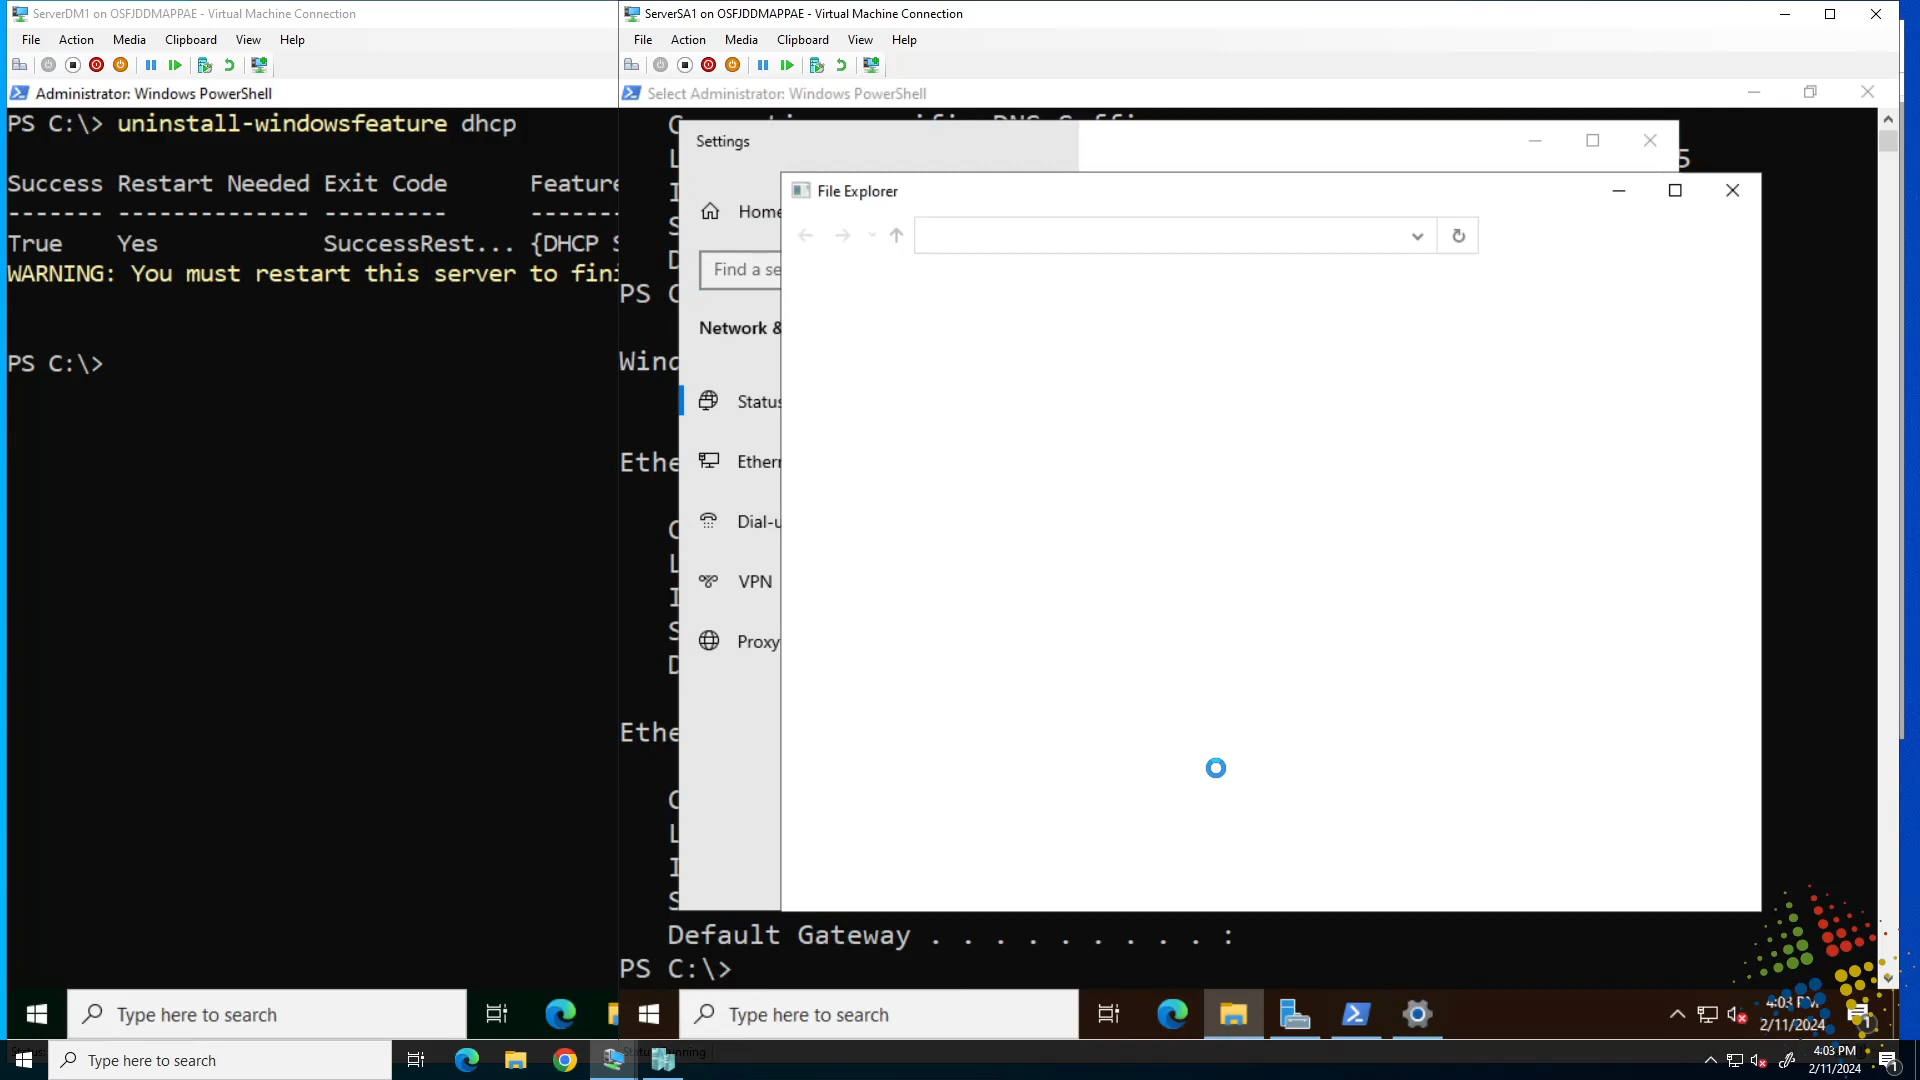 ServerDM1 on OSFJDDMAPPAE - Virtual Machine Connection
File Action Media Clipboard View Help
Administrator: Windows PowerShell
PS C:\> uninstall-windowsfeature dhcp
Success Restart Needed Exit Code Feature
------- -------------- --------- ------
True Yes SuccessRest... {DHCP S
WARNING: You must restart this server to fini
PS C:\>
Type here to search
ServerSA1 on OSFJDDMAPPAE - Virtual Machine Connection
File Action Media Clipboard View Help
Select Administrator: Windows PowerShell
Settings
5
File Explorer
Home
Find a se
PS C
Network &
Wind
Status
Ethe
Ethern
Dial-u
VPN
Proxy
Ethe
Default Gateway . . . . . . . . . :
PS C:\>
Type here to search
4:03 PM
2/11/2024
1
Type here to search
4:03 PM
2/11/2024
1